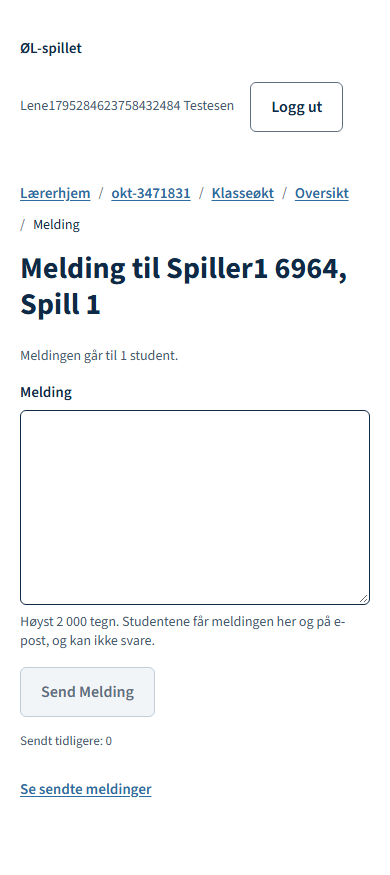 ØL-spillet
Lene1795284623758432484 Testesen
Logg ut
Lærerhjem / okt-3471831 / Klasseøkt / Oversikt
/ Melding
Melding til Spiller1 6964,
Spill 1
Meldingen går til 1 student.
Melding
Høyst 2 000 tegn. Studentene får meldingen her og på e-
post, og kan ikke svare.
Send Melding
Sendt tidligere: 0
Se sendte meldinger